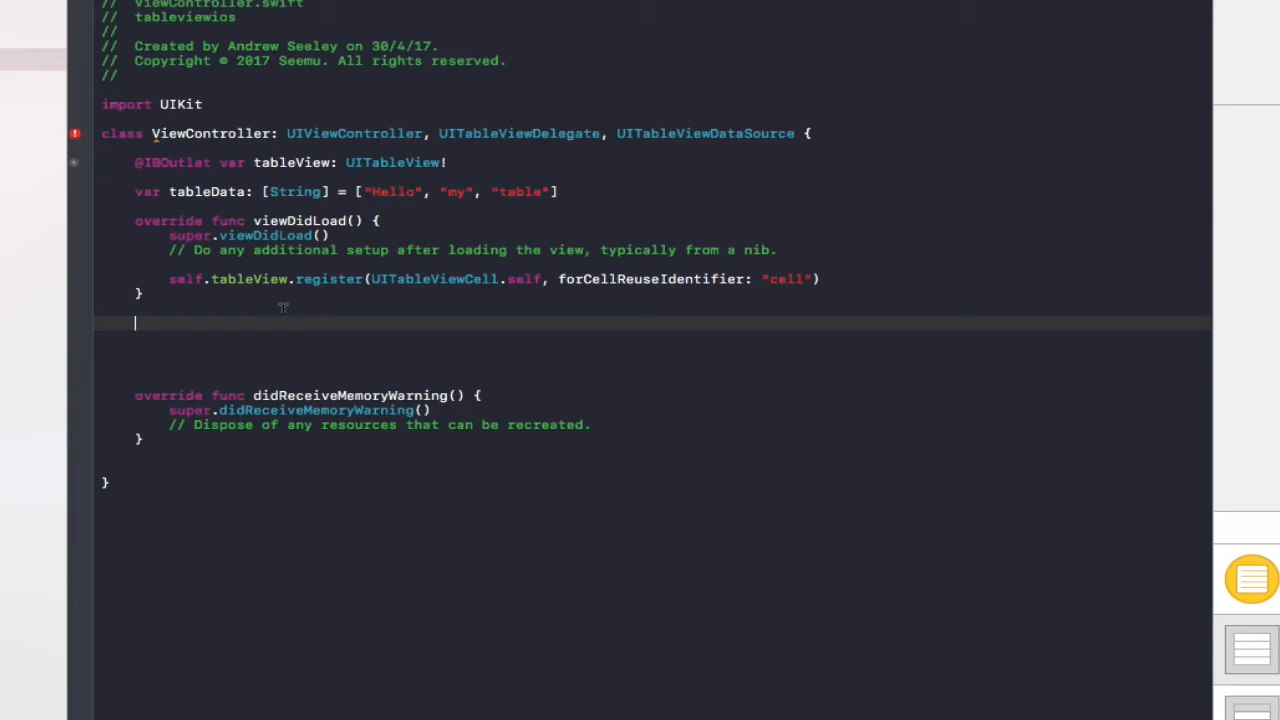 // ViewController.swift
// tableviewios
//
// Created by Andrew Seeley on 30/4/17.
// Copyright © 2017 Seemu. All rights reserved.
//
import UIKit
class ViewController: UIViewController, UITableViewDelegate, UITableViewDataSource {
@IBOutlet var tableView: UITableView!
var tableData: [String] = ["Hello", "my", "table"]
override func viewDidLoad() {
super.viewDidLoad()
// Do any additional setup after loading the view, typically from a nib.
self.tableView.register(UITableViewCell.self, forCellReuseIdentifier: "cell")
}
override func didReceiveMemoryWarning() {
super.didReceiveMemoryWarning()
// Dispose of any resources that can be recreated.
}
}